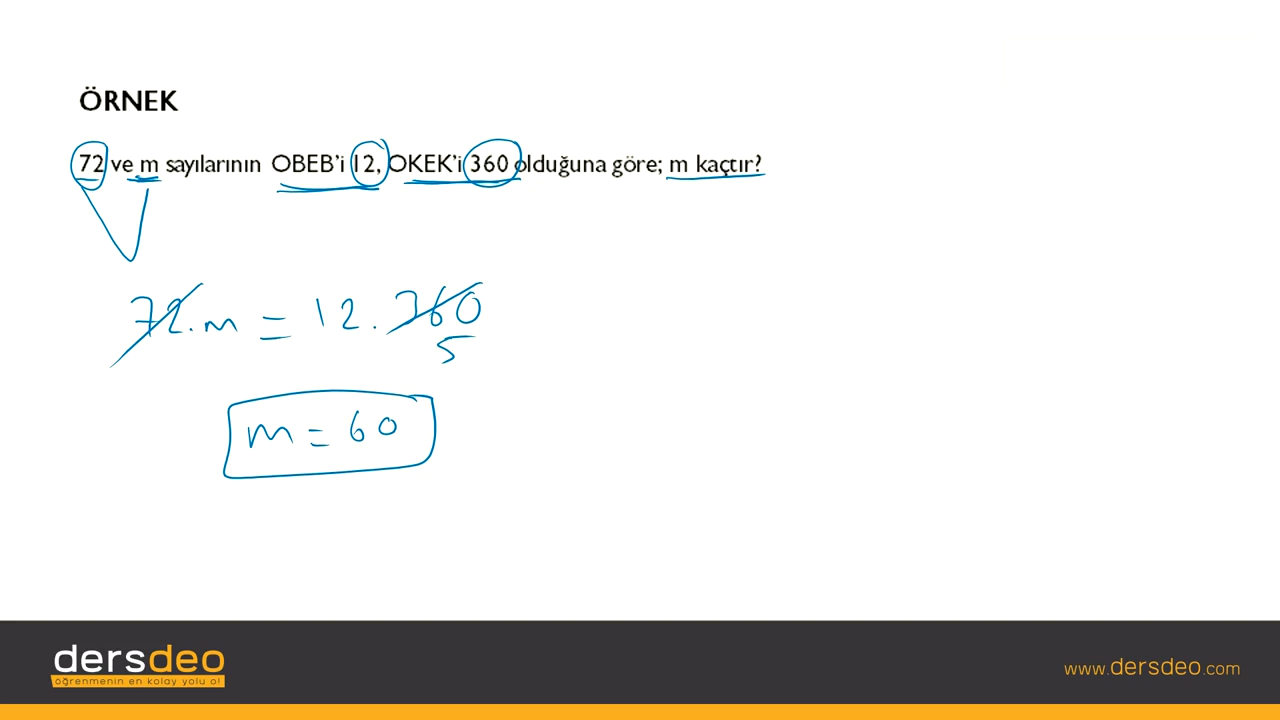 ÖRNEK
72 ve m sayılarının OBEB'i 12, OKEK'i 360 olduğuna göre; m kaçtır?
72.m = 12.360
5
m = 60
dersdeo
öğrenmenin en kolay yolu o!
www.dersdeo.com